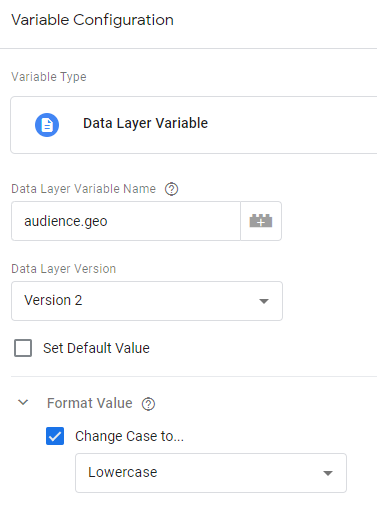 Variable Configuration
Variable Type
Data Layer Variable
Data Layer Variable Name
audience.geo
Data Layer Version
Version 2
Set Default Value
Format Value
Change Case to...
Lowercase